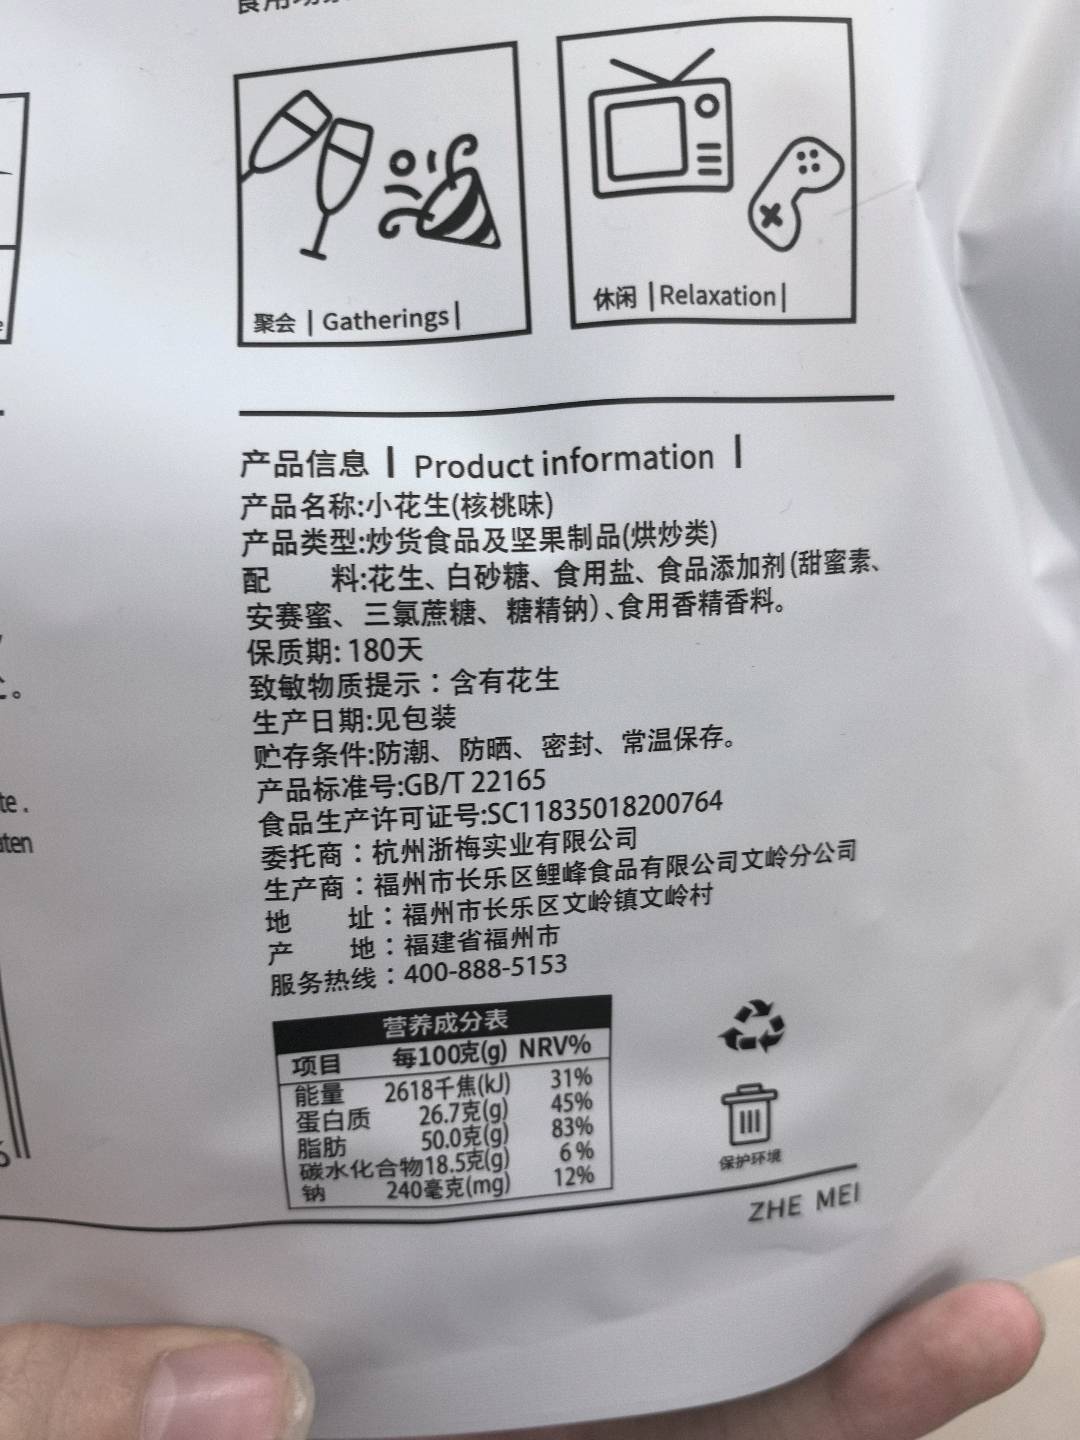 聚会 | Gatherings |
休闲 | Relaxation |
产品信息 | Product information |
产品名称:小花生(核桃味)
产品类型:炒货食品及坚果制品(烘炒类)
配 料:花生、白砂糖、食用盐、食品添加剂(甜蜜素、
安赛蜜、三氯蔗糖、糖精钠)、食用香精香料。
保质期: 180天
致敏物质提示：含有花生
生产日期:见包装
贮存条件:防潮、防晒、密封、常温保存。
产品标准号:GB/T 22165
食品生产许可证号:SC11835018200764
委托商：杭州浙梅实业有限公司
生产商：福州市长乐区鲤峰食品有限公司文岭分公司
地 址：福州市长乐区文岭镇文岭村
产 地：福建省福州市
服务热线：400-888-5153
营养成分表
项目 每100克(g) NRV%
能量 2618千焦(kJ) 31%
蛋白质 26.7克(g) 45%
脂肪 50.0克(g) 83%
碳水化合物 18.5克(g) 6%
钠 240毫克(mg) 12%
保护环境
ZHE MEI